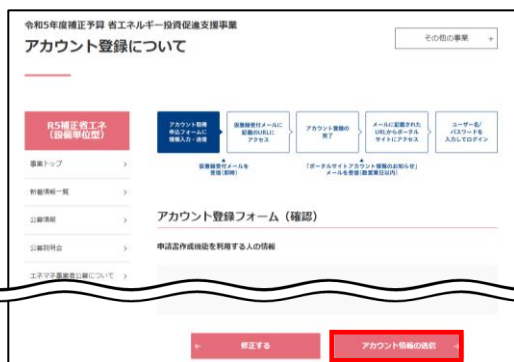 令和5年度補正予算 省エネルギー投資促進支援事業
アカウント登録について
その他の事業 +
R5補正省エネ
(設備単位型)
事業トップ
新着情報一覧
公募情報
公募説明会
エネマネ事業者公募について
アカウント取得
申込フォームに
情報入力・送信
仮登録受付メールに
記載のURLに
アクセス
アカウント登録の
完了
メールに記載された
URLからポータル
サイトにアクセス
ユーザー名/
パスワードを
入力してログイン
仮登録受付メールを
受信(即時)
「ポータルサイトアカウント情報のお知らせ」
メールを受信(数営業日以内)
アカウント登録フォーム(確認)
申請書作成機能を利用する人の情報
修正する
アカウント情報の送信